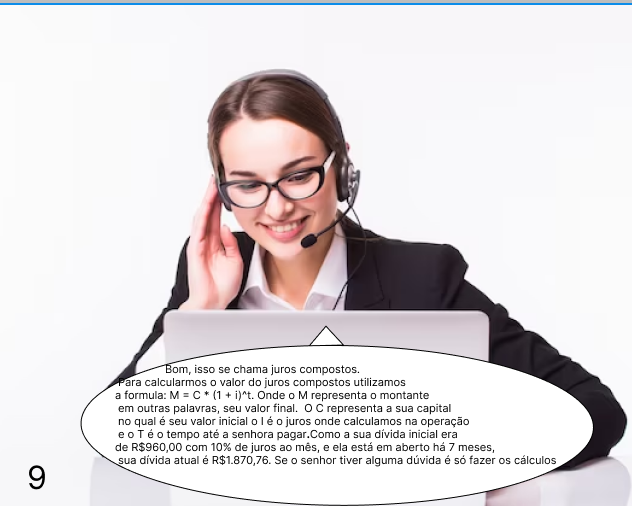 Bom, isso se chama juros compostos.
Para calcularmos o valor do juros compostos utilizamos
a formula: M = C * (1 + i)^t. Onde o M representa o montante
em outras palavras, seu valor final. O C representa a sua capital
no qual é seu valor inicial o I é o juros onde calculamos na operação
e o T é o tempo até a senhora pagar.Como a sua dívida inicial era
de R$960,00 com 10% de juros ao mês, e ela está em aberto há 7 meses,
sua dívida atual é R$1.870,76. Se o senhor tiver alguma dúvida é só fazer os cálculos
9